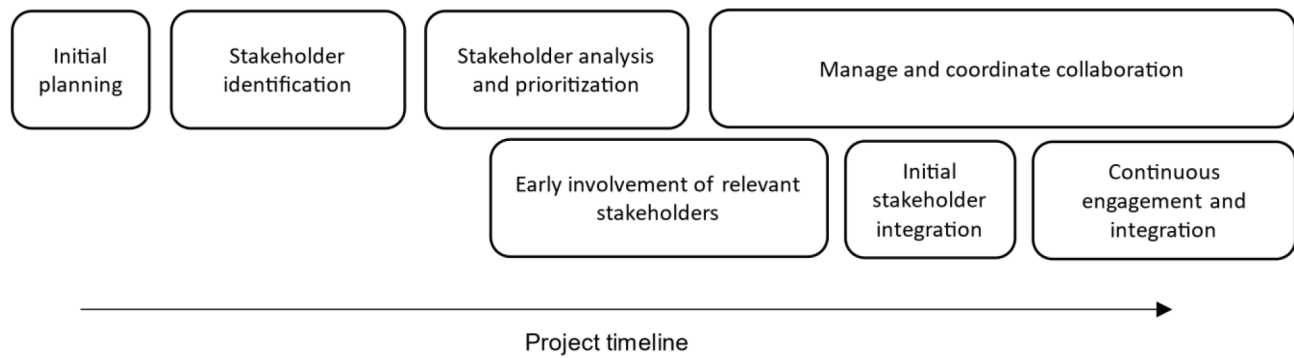 Initial
planning
Stakeholder
identification
Stakeholder analysis
and prioritization
Manage and coordinate collaboration
Early involvement of relevant
stakeholders
Initial
stakeholder
integration
Continuous
engagement and
integration
Project timeline